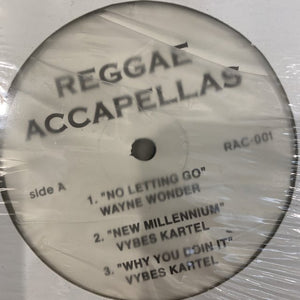 REGGAE
ACCAPELLAS
RAC-001
side A
1. "NO LETTING GO"
WAYNE WONDER
2. "NEW MILLENNIUM"
VYBES KARTEL
3. "WHY YOU DOIN IT"
VYBES KARTEL